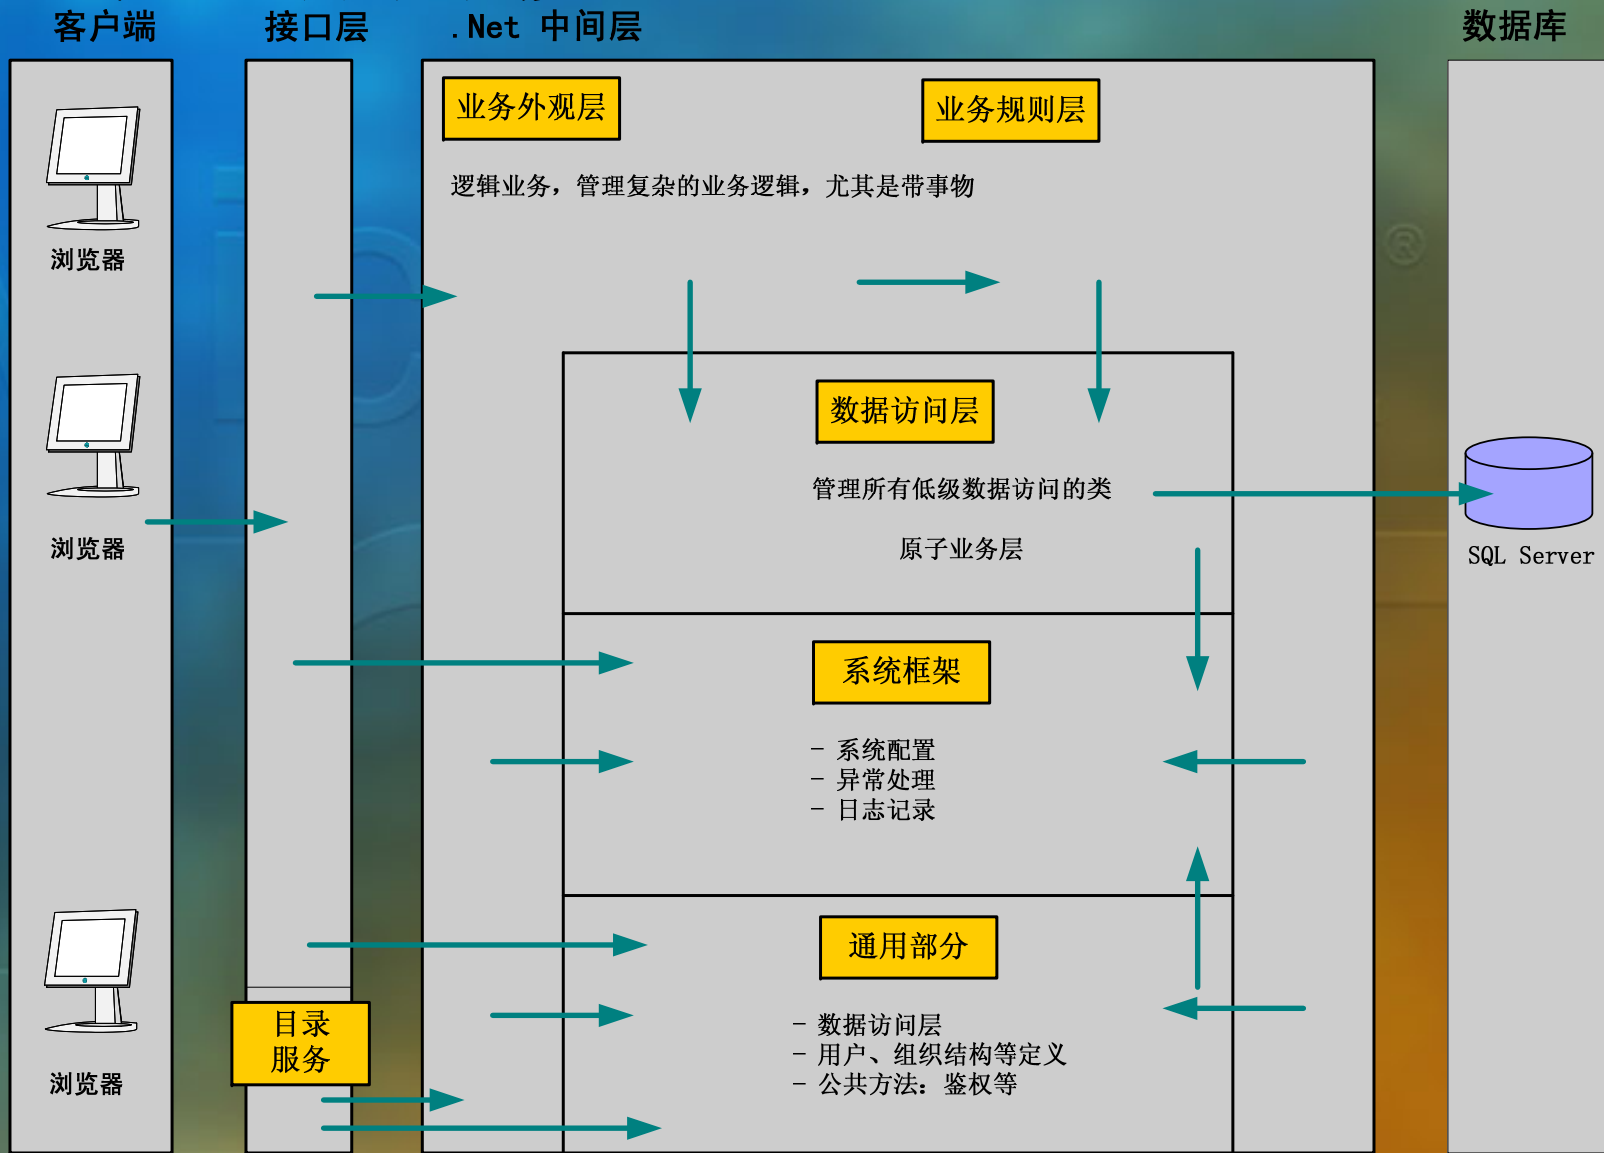 客户端
接口层
.Net 中间层
数据库
业务外观层
业务规则层
逻辑业务，管理复杂的业务逻辑，尤其是带事物
浏览器
数据访问层
管理所有低级数据访问的类
浏览器
原子业务层
SQL Server
系统框架
- 系统配置
- 异常处理
- 日志记录
通用部分
目录
服务
- 数据访问层
- 用户、组织结构等定义
- 公共方法：鉴权等
浏览器
®